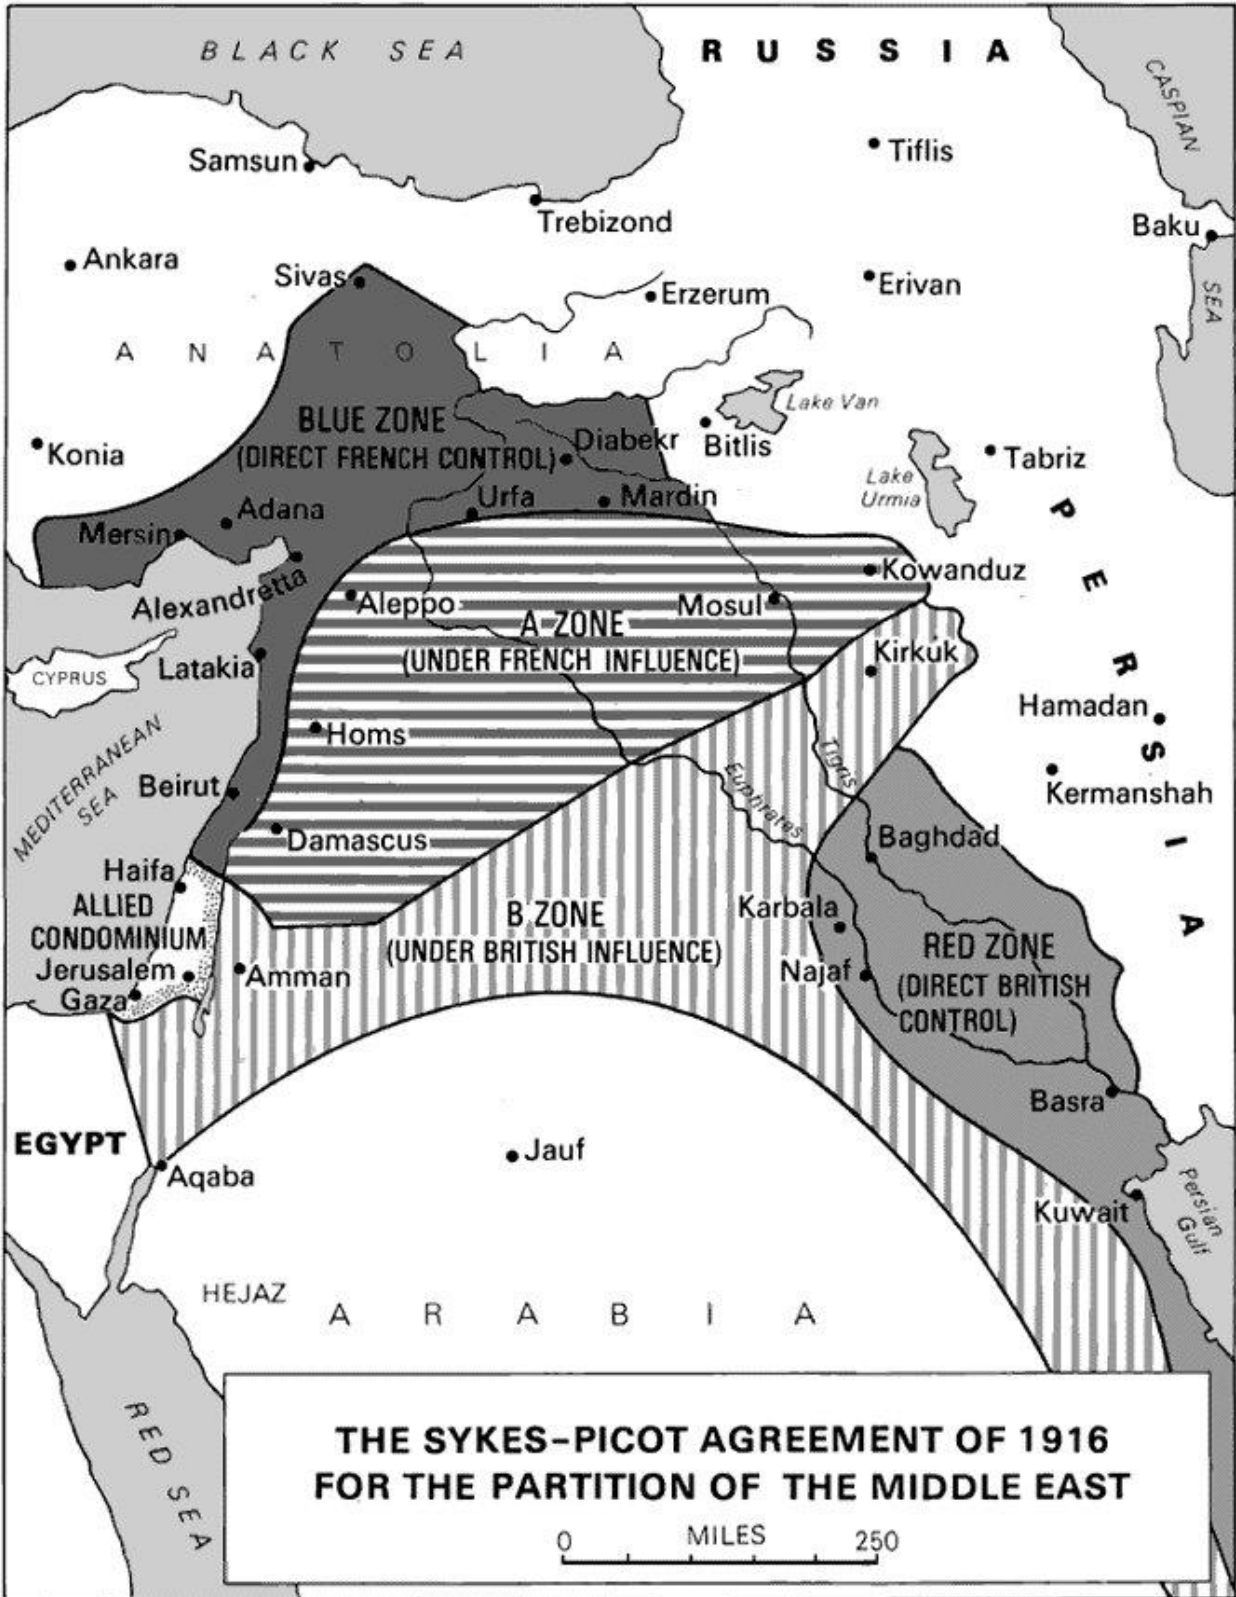 BLACK SEA
RUSSIA
CASPIAN
SEA
Samsun
Tiflis
Trebizond
Baku
Ankara
Sivas
Erzerum
Erivan
ANATOLIA
Lake Van
BLUE ZONE
(DIRECT FRENCH CONTROL)
Diabekr
Bitlis
Konia
Tabriz
Lake
Urmia
Urfa
Mardin
Adana
Mersin
PERSIA
Kowanduz
Alexandretta
Aleppo
Mosul
A ZONE
(UNDER FRENCH INFLUENCE)
Kirkuk
Latakia
CYPRUS
Hamadan
Homs
MEDITERRANEAN
SEA
Tigris
Euphrates
Beirut
Kermanshah
Damascus
Baghdad
Haifa
ALLIED
CONDOMINIUM
Jerusalem
Gaza
Amman
B ZONE
(UNDER BRITISH INFLUENCE)
Karbala
Najaf
RED ZONE
(DIRECT BRITISH
CONTROL)
Basra
EGYPT
Aqaba
Jauf
Kuwait
Persian
Gulf
HEJAZ
ARABIA
RED SEA
THE SYKES-PICOT AGREEMENT OF 1916
FOR THE PARTITION OF THE MIDDLE EAST
0 MILES 250